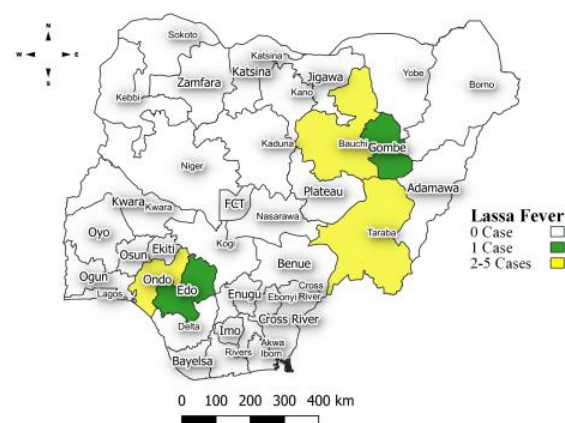 N
W E
S
Sokoto
Katsina
Zamfara
Katsina
Jigawa
Yobe
Borno
Kebbi
Kano
Kaduna
Bauchi
Gombe
Niger
Plateau
Adamawa
Kwara
Kwara
FCT
Nasarawa
Taraba
Oyo
Kogi
Osun
Ekiti
Benue
Ogun
Lagos
Ondo
Edo
Enugu
Ebonyi
Cross
River
Delta
Imo
Cross River
Bayelsa
Rivers
Akwa
Ibom
Lassa Fever
0 Case
1 Case
2-5 Cases
0 100 200 300 400 km